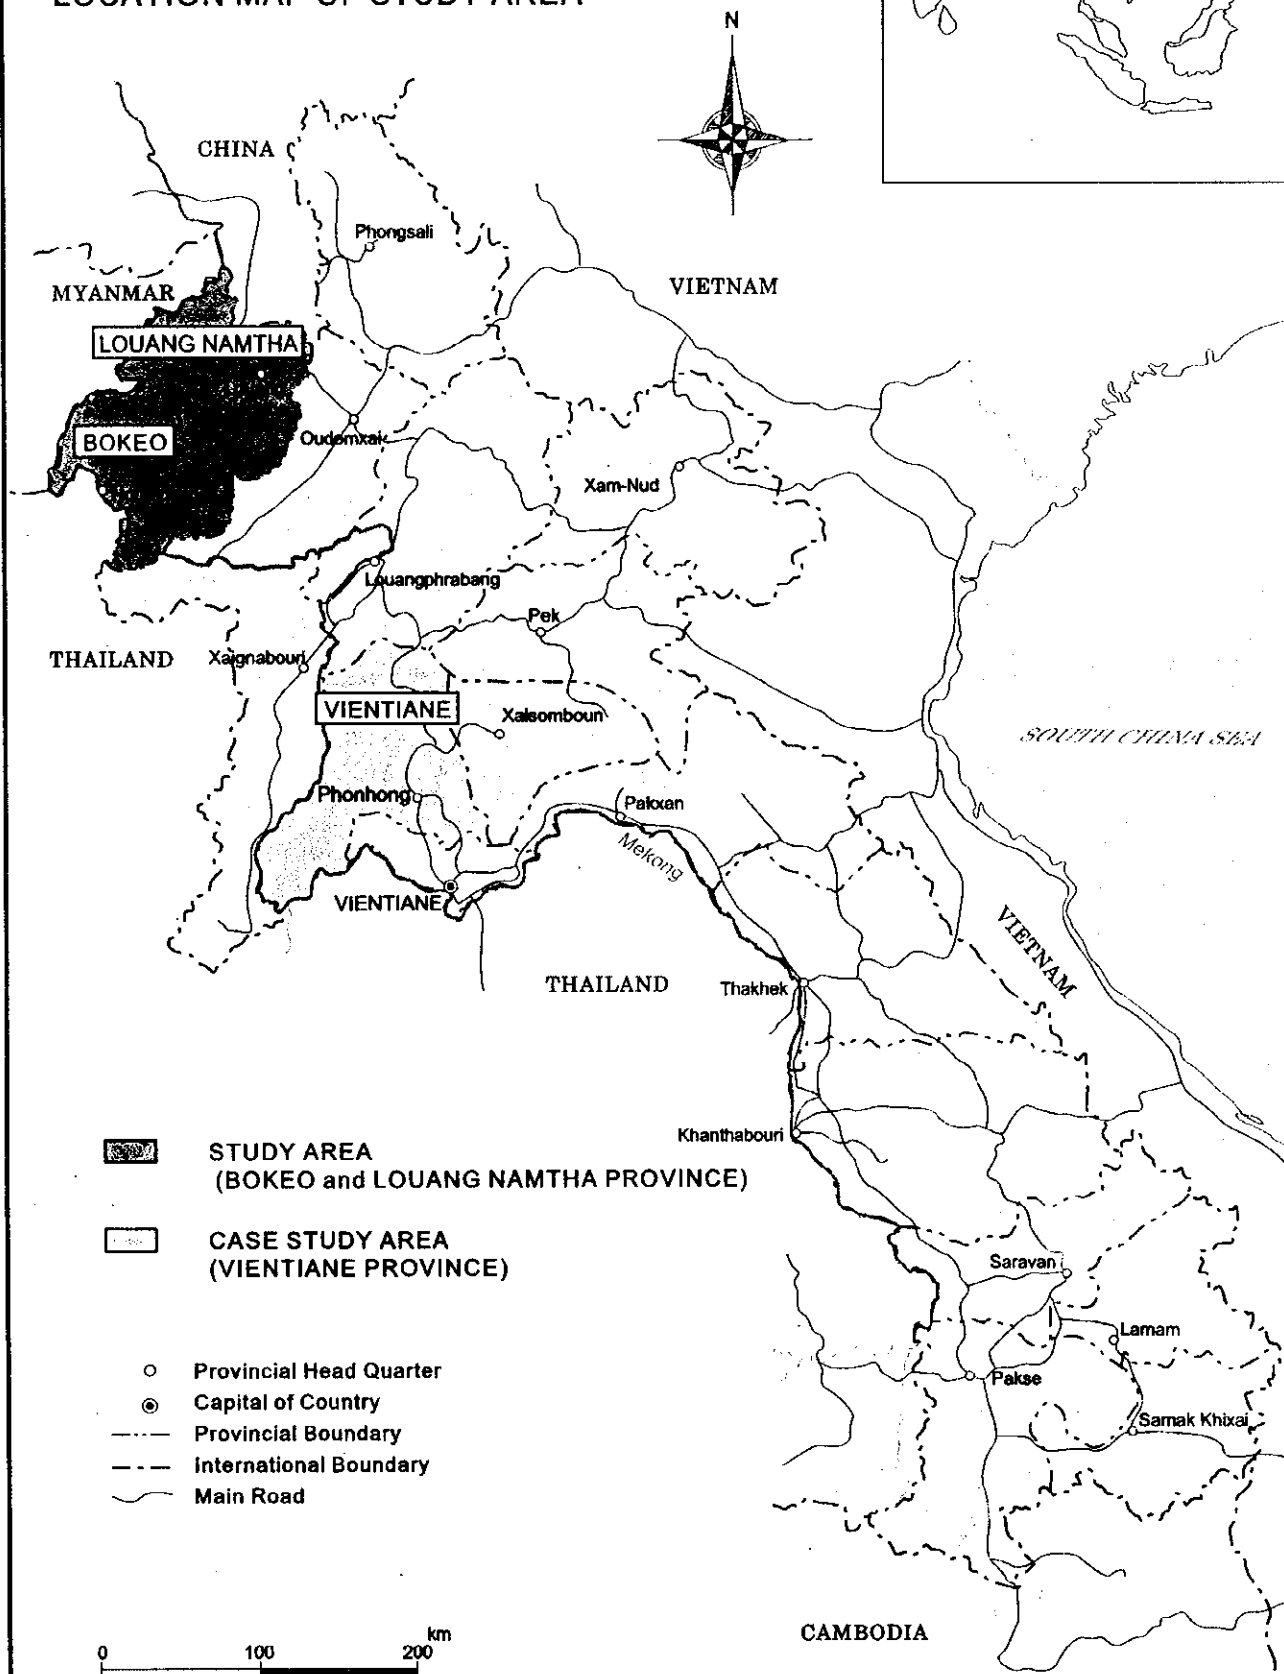 LOCATION MAP OF STUDY AREA
N
CHINA
Phongsali
MYANMAR
VIETNAM
LOUANG NAMTHA
BOKEO
Oudomxai
Xam-Nud
Louangphrabang
Pek
THAILAND
Xaignabouri
VIENTIANE
Xaisomboun
SOUTH CHINA SEA
Phonhong
Pakxan
Mekong
VIENTIANE
VIETNAM
THAILAND
Thakhek
Khanthabouri
STUDY AREA
(BOKEO and LOUANG NAMTHA PROVINCE)
CASE STUDY AREA
(VIENTIANE PROVINCE)
Saravan
Lamam
Pakse
Samak Khixai
Provincial Head Quarter
Capital of Country
Provincial Boundary
International Boundary
Main Road
CAMBODIA
km
0 100 200